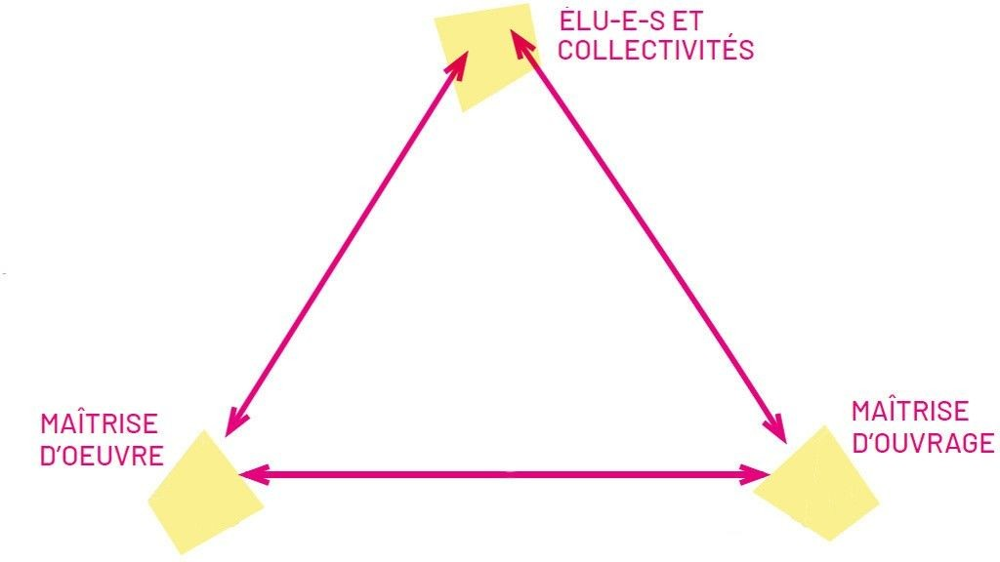 ÉLU-E-S ET
COLLECTIVITÉS
MAÎTRISE
D'OEUVRE
MAÎTRISE
D'OUVRAGE